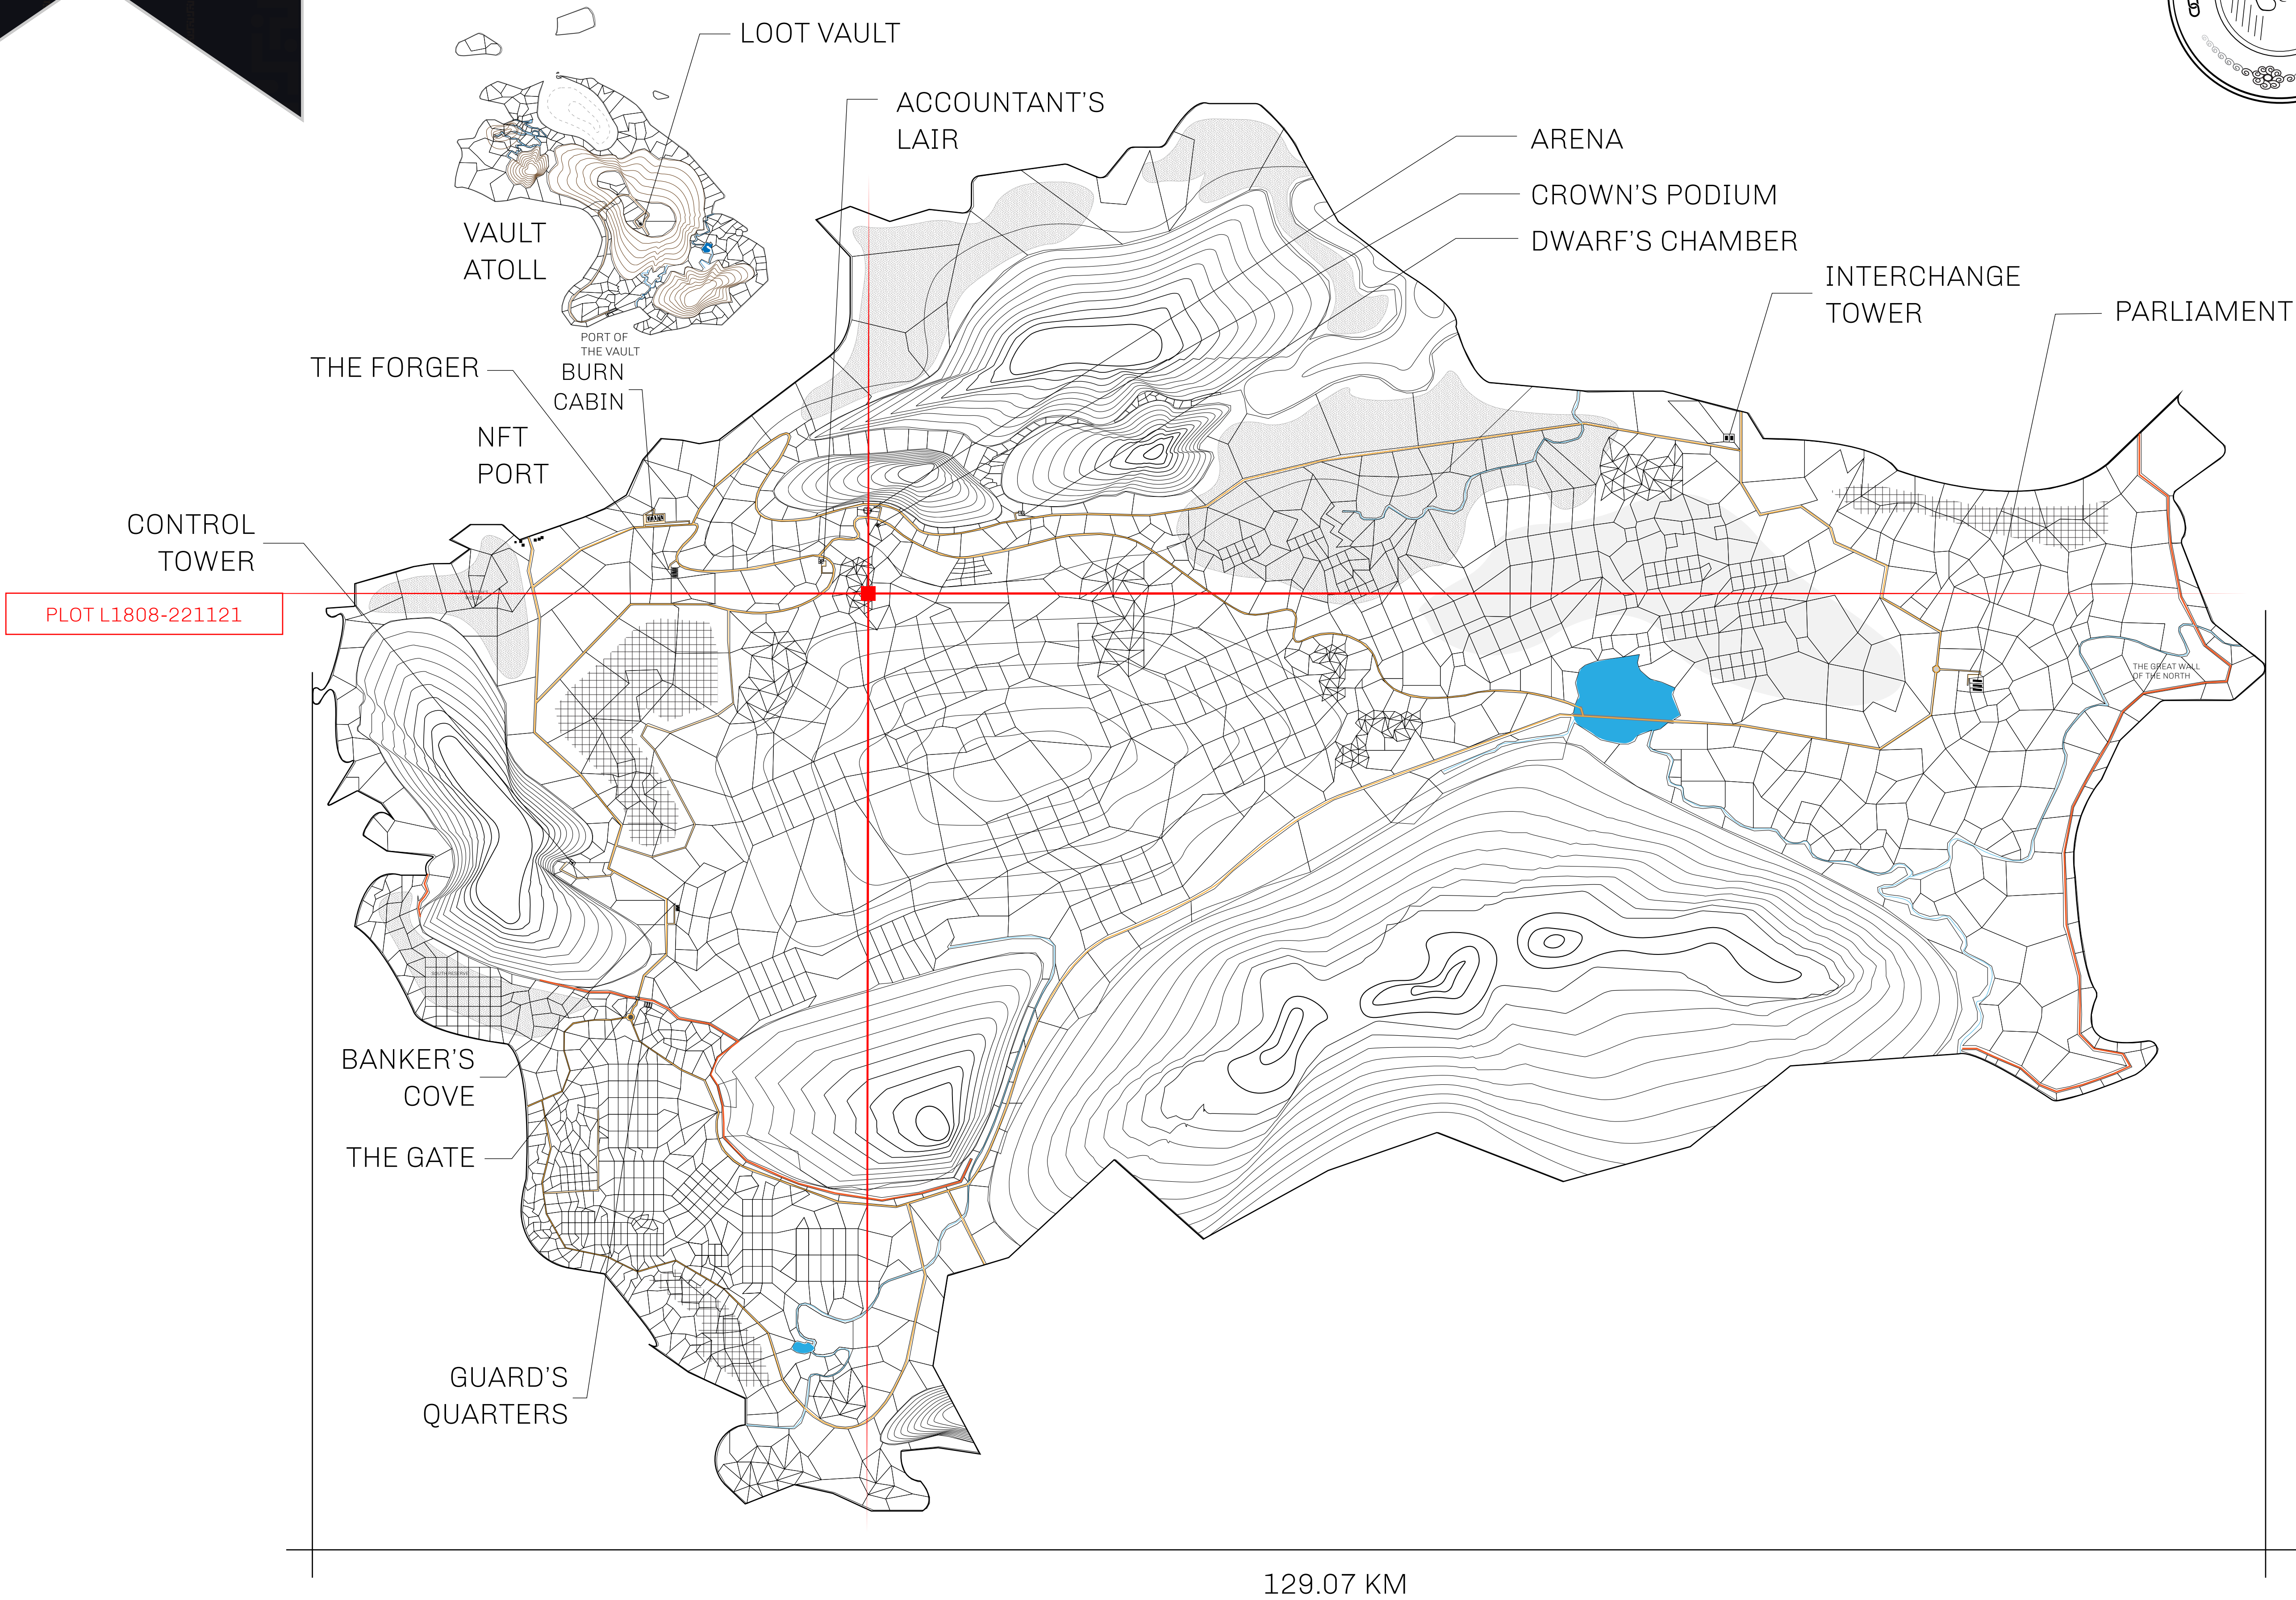 LOOT VAULT
ACCOUNTANT'S
LAIR
ARENA
CROWN'S PODIUM
DWARF'S CHAMBER
VAULT
ATOLL
INTERCHANGE
TOWER
PARLIAMENT
PORT OF
THE VAULT
THE FORGER
BURN
CABIN
NFT
PORT
CONTROL
TOWER
PLOT L1808-221121
THE GREAT WALL
OF THE NORTH
SOUTH RESERVE
BANKER'S
COVE
THE GATE
GUARD'S
QUARTERS
129.07 KM